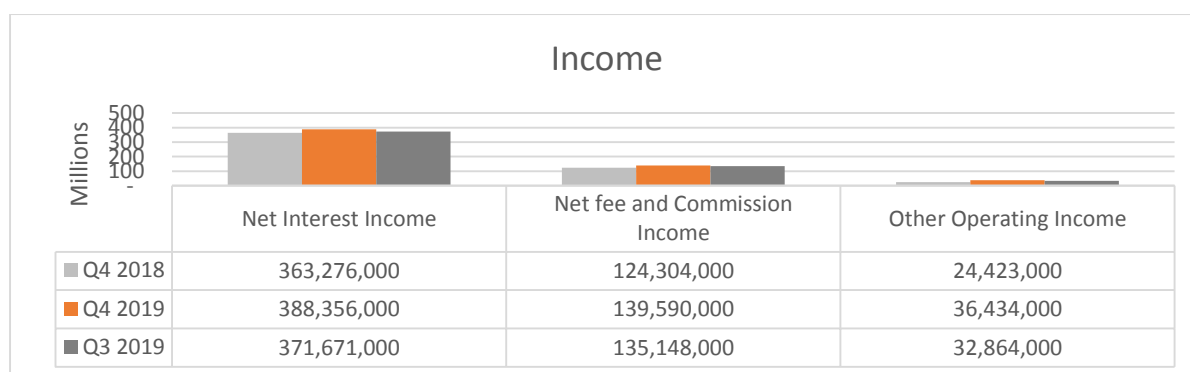 Income
Millions
500
400
300
200
100
-
Net Interest Income
Net fee and Commission
Income
Other Operating Income
Q4 2018 363,276,000 124,304,000 24,423,000
Q4 2019 388,356,000 139,590,000 36,434,000
Q3 2019 371,671,000 135,148,000 32,864,000